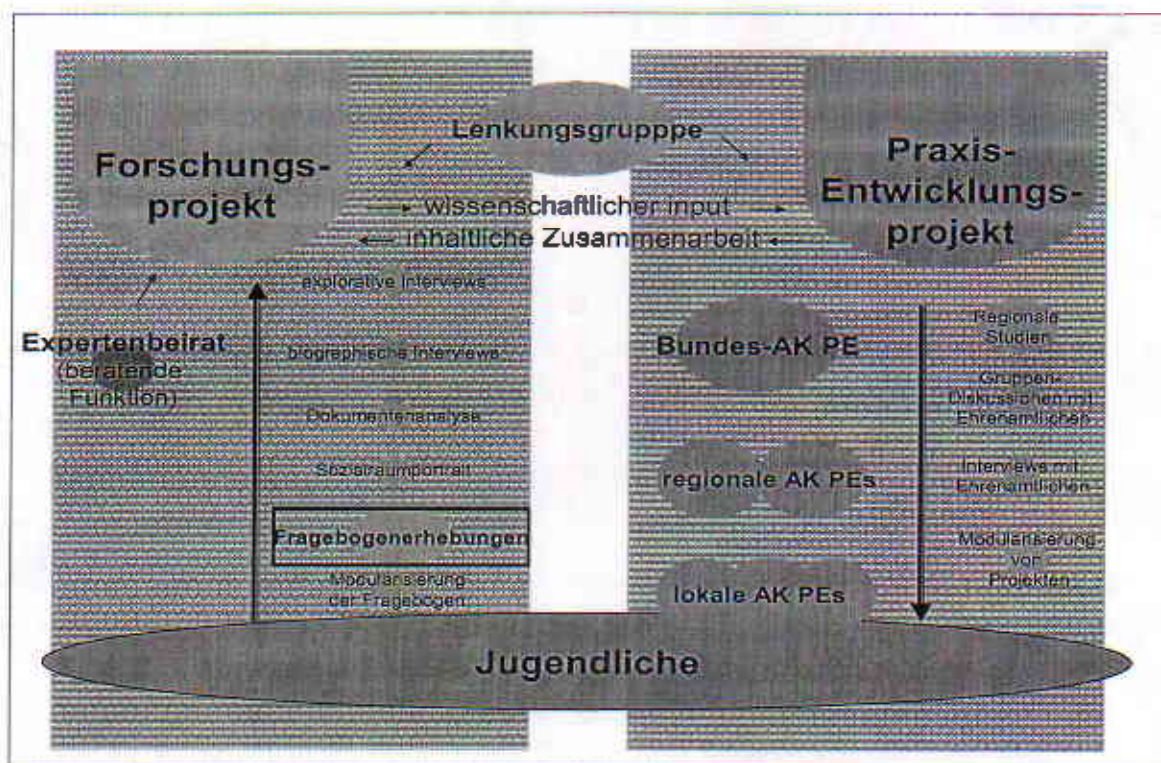 Lenkungsgrupppe
Forschungs-
projekt
Praxis-
Entwicklungs-
projekt
wissenschaftlicher input
inhaltliche Zusammenarbeit
Expertenbeirat
(beratende
Funktion)
explorative Interviews
biographische Interviews
Dokumentenanalyse
Sozialraumportrait
Fragebogenerhebungen
Modularisierung
der Fragebögen
Bundes-AK PE
regionale AK PEs
lokale AK PEs
Regionale
Studien
Gruppen-
Diskussionen mit
Ehrenamtlichen
Interviews mit
Ehrenamtlichen
Modularisierung
von
Projekten
Jugendliche